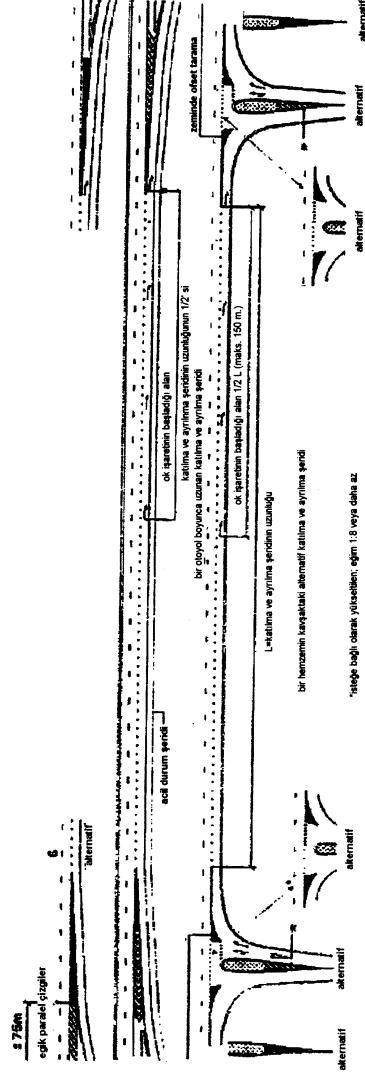 ± 75m
eğik paralel çizgiler
6
alternatif
acil durum şeridi
ok işaretinin başladığı alan
katılma ve ayrılma şeridinin uzunluğunun 1/2' si
bir otoyol boyunca uzanan katılma ve ayrılma şeridi
zeminde ofset tarama
ok işaretinin başladığı alan 1/2 L (maks. 150 m.)
L=katılma ve ayrılma şeridinin uzunluğu
bir hemzemin kavşaktaki alternatif katılma ve ayrılma şeridi
*isteğe bağlı olarak yükseltilen; eğim 1:8 veya daha az
alternatif
alternatif
alternatif
alternatif
alternatif
alternatif